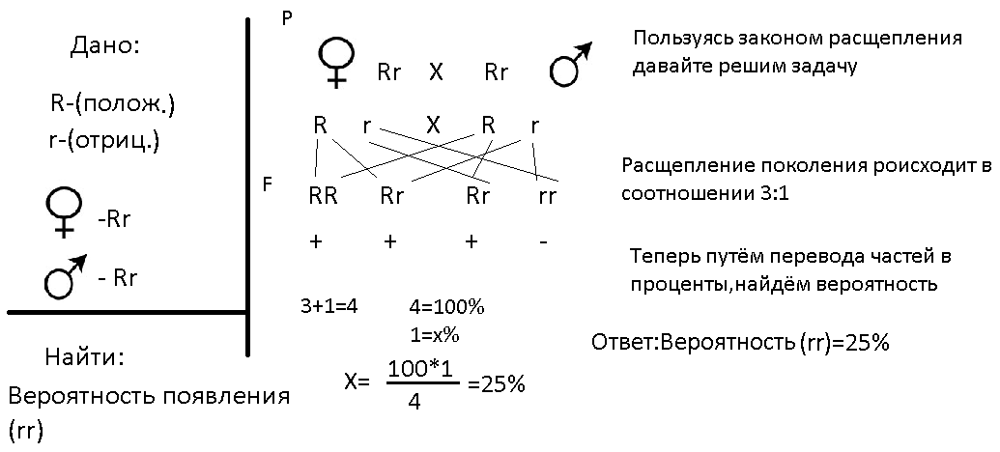 Дано:
R-(полож.)
r-(отриц.)
-Rr
- Rr
Найти:
Вероятность появления
(rr)
P
Rr X Rr
R r X R r
F
RR Rr Rr rr
+ + + -
3+1=4 4=100%
1=x%
X= 100*1 =25%
4
Пользуясь законом расщепления
давайте решим задачу
Расщепление поколения роисходит в
соотношении 3:1
Теперь путём перевода частей в
проценты,найдём вероятность
Ответ:Вероятность (rr)=25%